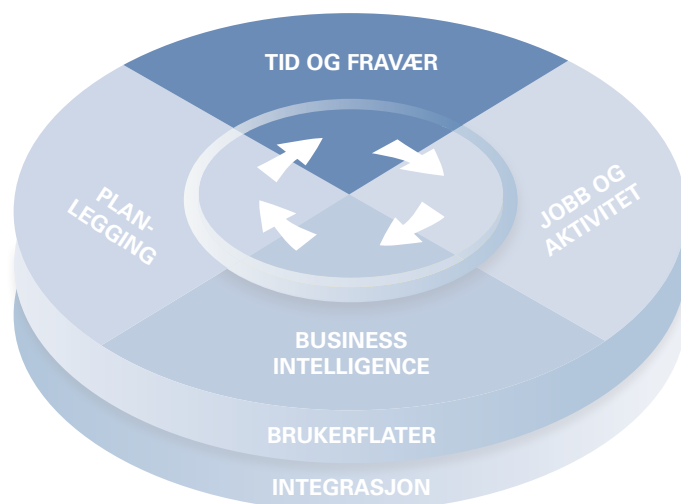 TID OG FRAVÆR
PLAN-
LEGGING
JOBB OG
AKTIVITET
BUSINESS
INTELLIGENCE
BRUKERFLATER
INTEGRASJON